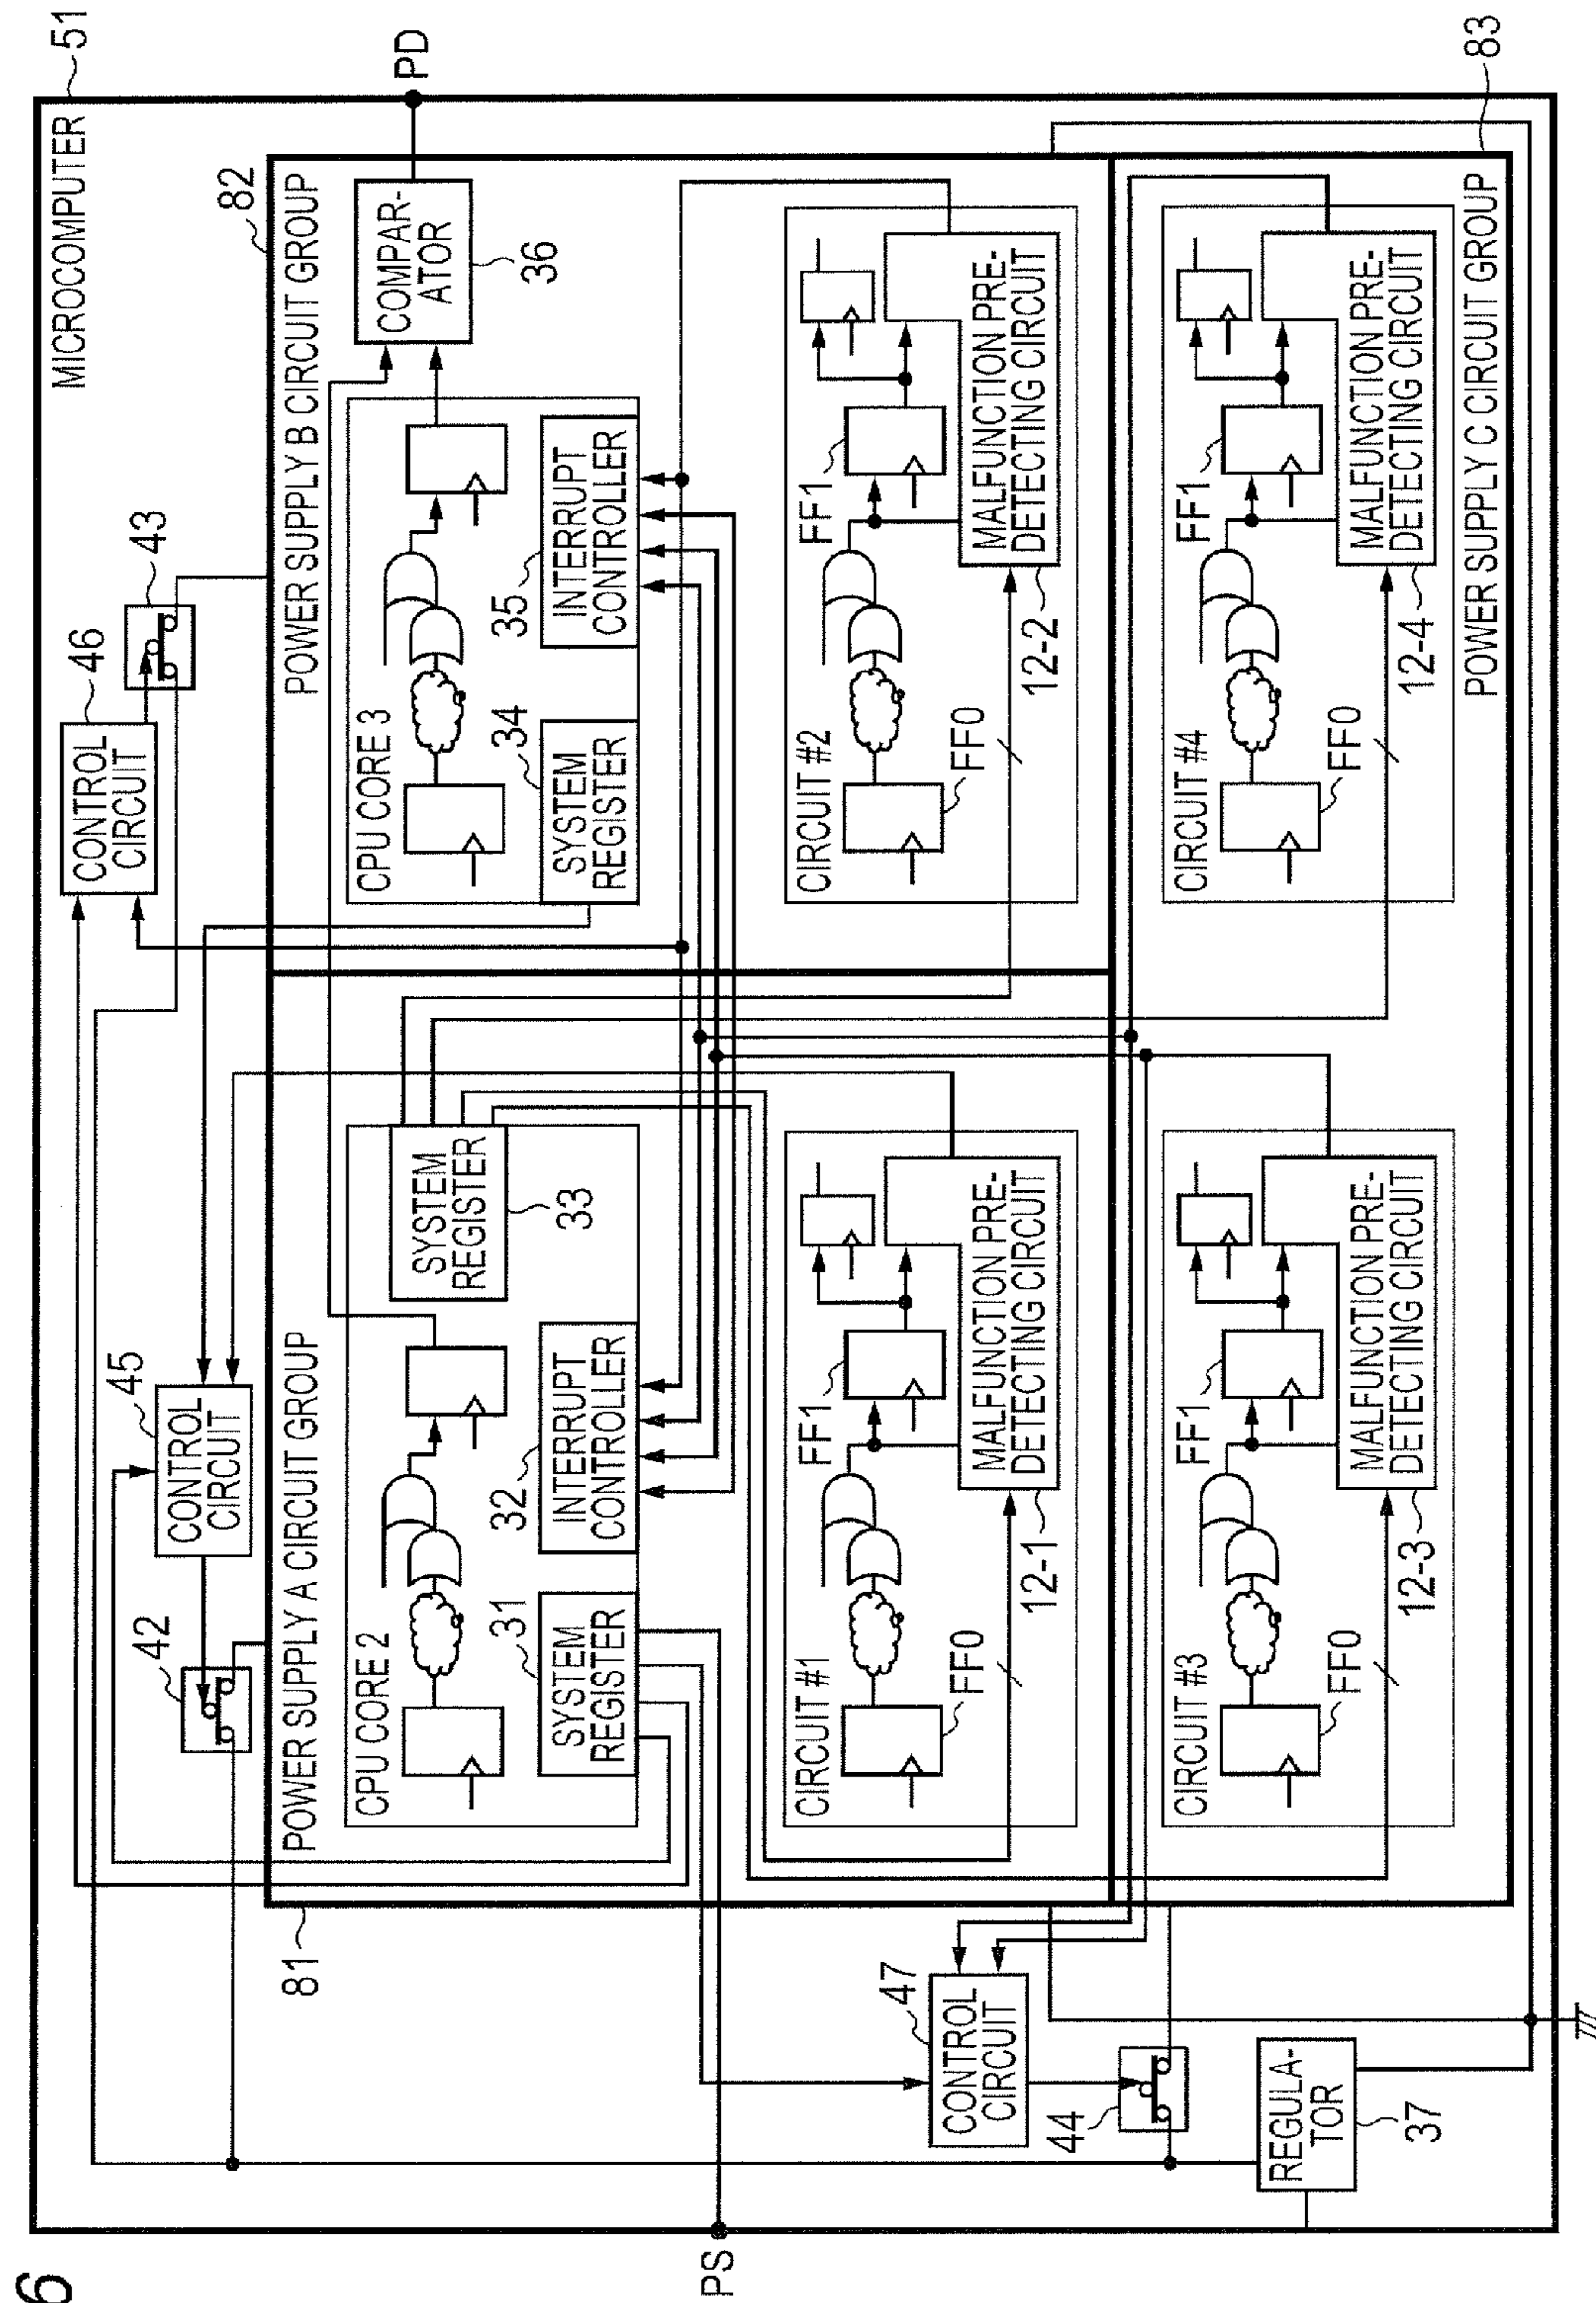 6
MICROCOMPUTER
51
PS
PD
81
POWER SUPPLY A CIRCUIT GROUP
82
POWER SUPPLY B CIRCUIT GROUP
83
POWER SUPPLY C CIRCUIT GROUP
42
45
CONTROL
CIRCUIT
46
CONTROL
CIRCUIT
43
CPU CORE 2
31
SYSTEM
REGISTER
32
INTERRUPT
CONTROLLER
SYSTEM
REGISTER
33
CPU CORE 3
34
SYSTEM
REGISTER
35
INTERRUPT
CONTROLLER
COMPAR-
ATOR
36
CIRCUIT #1
FF0
FF1
MALFUNCTION PRE-
DETECTING CIRCUIT
12-1
CIRCUIT #2
FF0
FF1
MALFUNCTION PRE-
DETECTING CIRCUIT
12-2
47
CONTROL
CIRCUIT
44
REGULA-
TOR
37
CIRCUIT #3
FF0
FF1
MALFUNCTION PRE-
DETECTING CIRCUIT
12-3
CIRCUIT #4
FF0
FF1
MALFUNCTION PRE-
DETECTING CIRCUIT
12-4